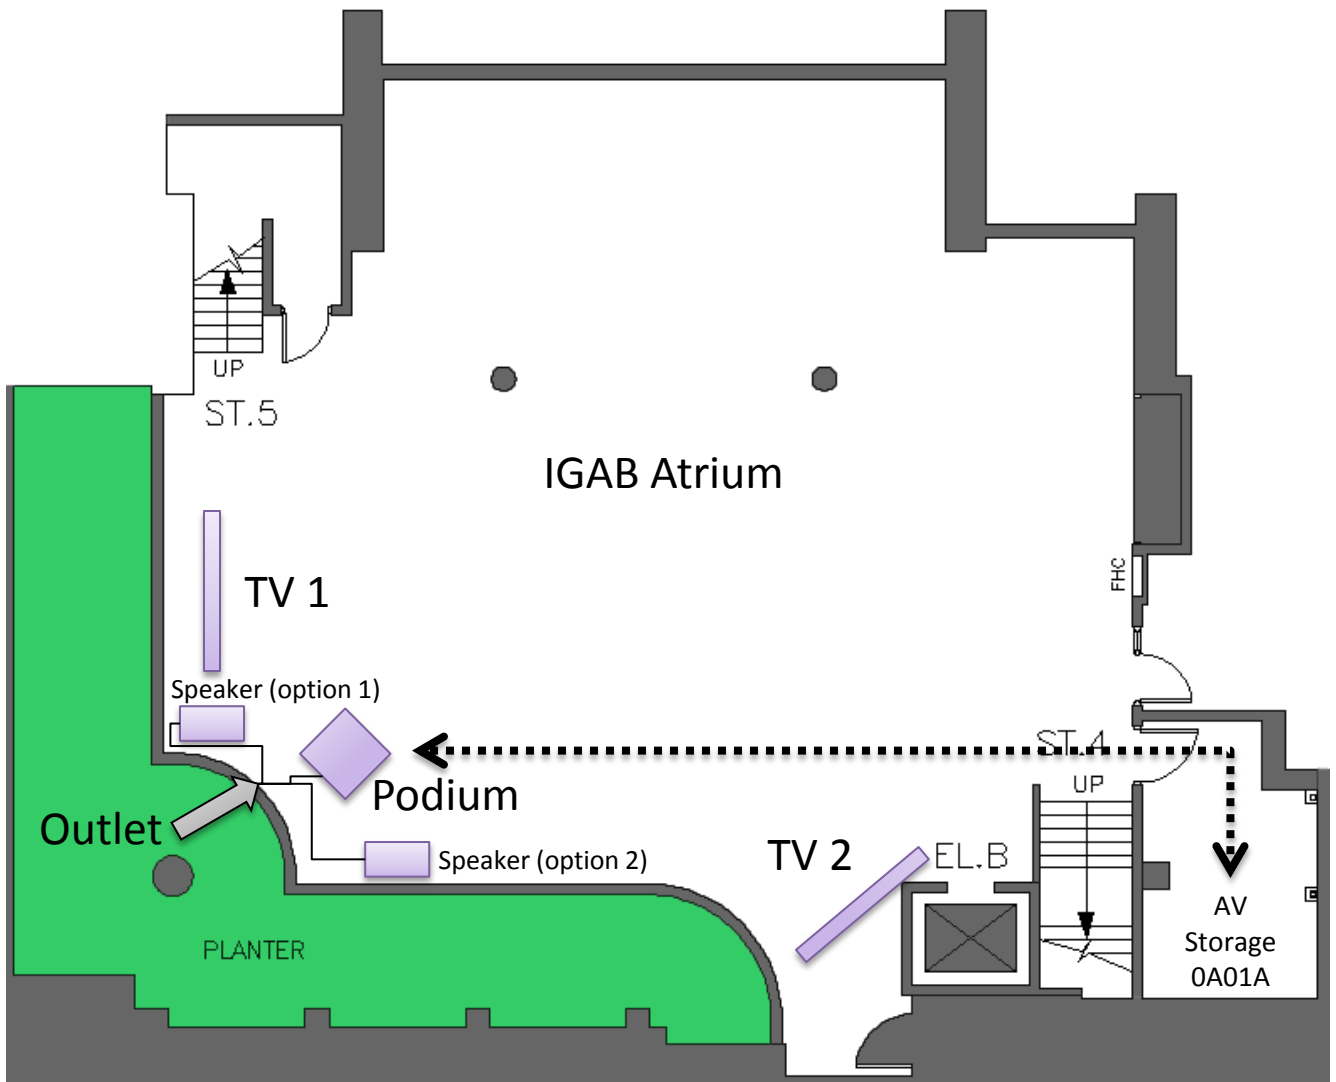 UP
ST.5
IGAB Atrium
FHC
TV 1
Speaker (option 1)
ST.4
UP
Podium
Outlet
Speaker (option 2)
TV 2
EL.B
AV
Storage
0A01A
PLANTER